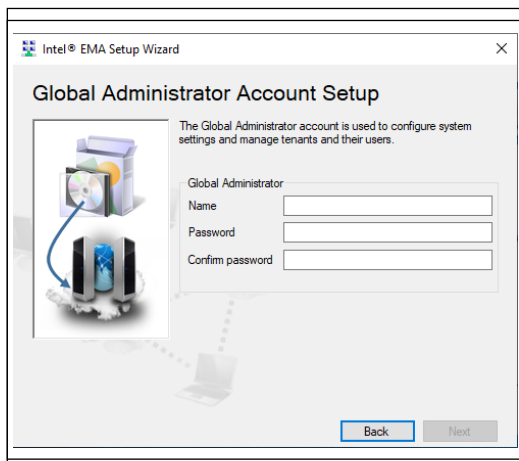 Intel® EMA Setup Wizard
Global Administrator Account Setup
The Global Administrator account is used to configure system
settings and manage tenants and their users.
Global Administrator
Name
Password
Confirm password
Back
Next